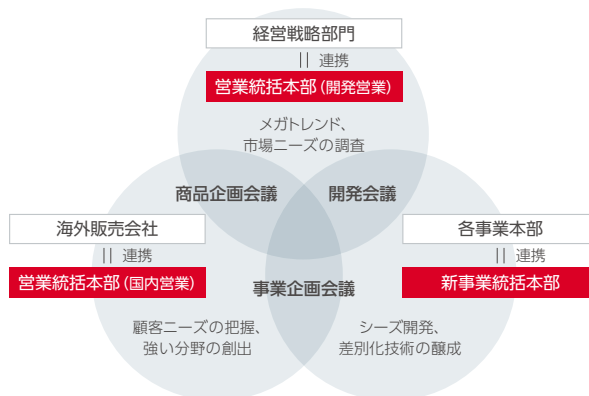 経営戦略部門
連携
営業統括本部（開発営業）
メガトレンド、
市場ニーズの調査
商品企画会議
開発会議
海外販売会社
連携
営業統括本部（国内営業）
各事業本部
連携
新事業統括本部
事業企画会議
顧客ニーズの把握、
強い分野の創出
シーズ開発、
差別化技術の醸成